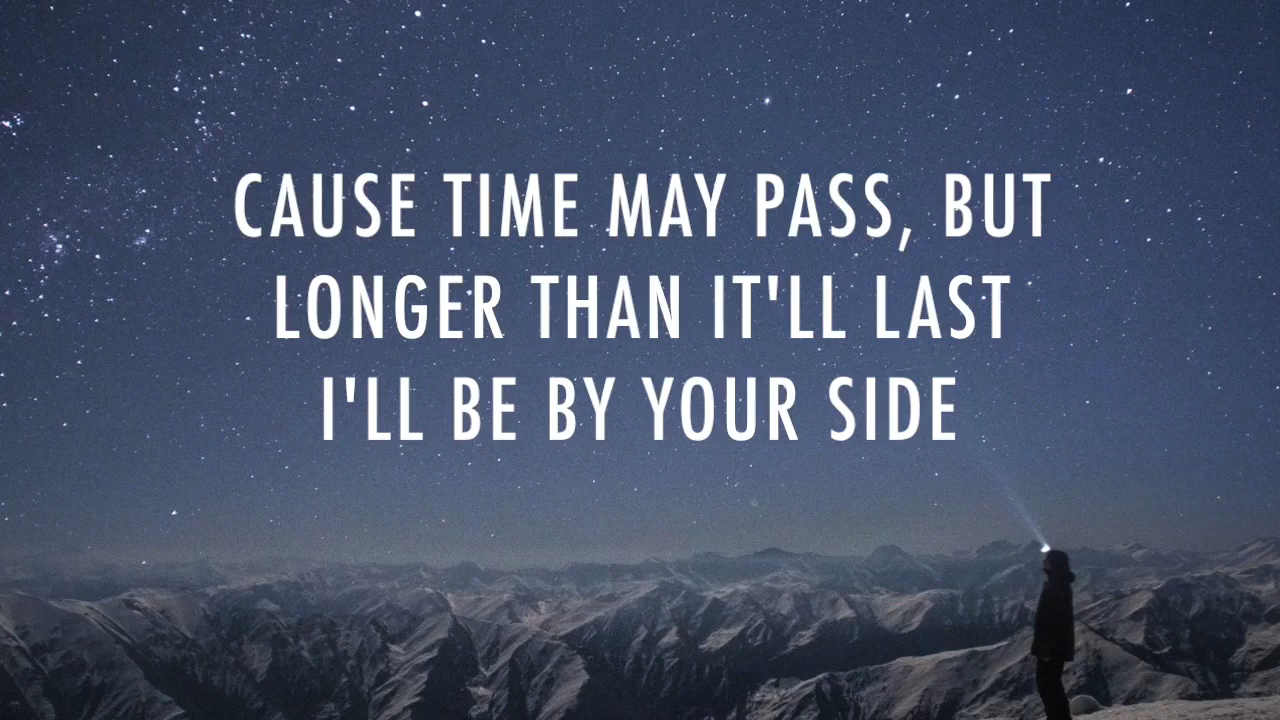 CAUSE TIME MAY PASS, BUT
LONGER THAN IT'LL LAST
I'LL BE BY YOUR SIDE